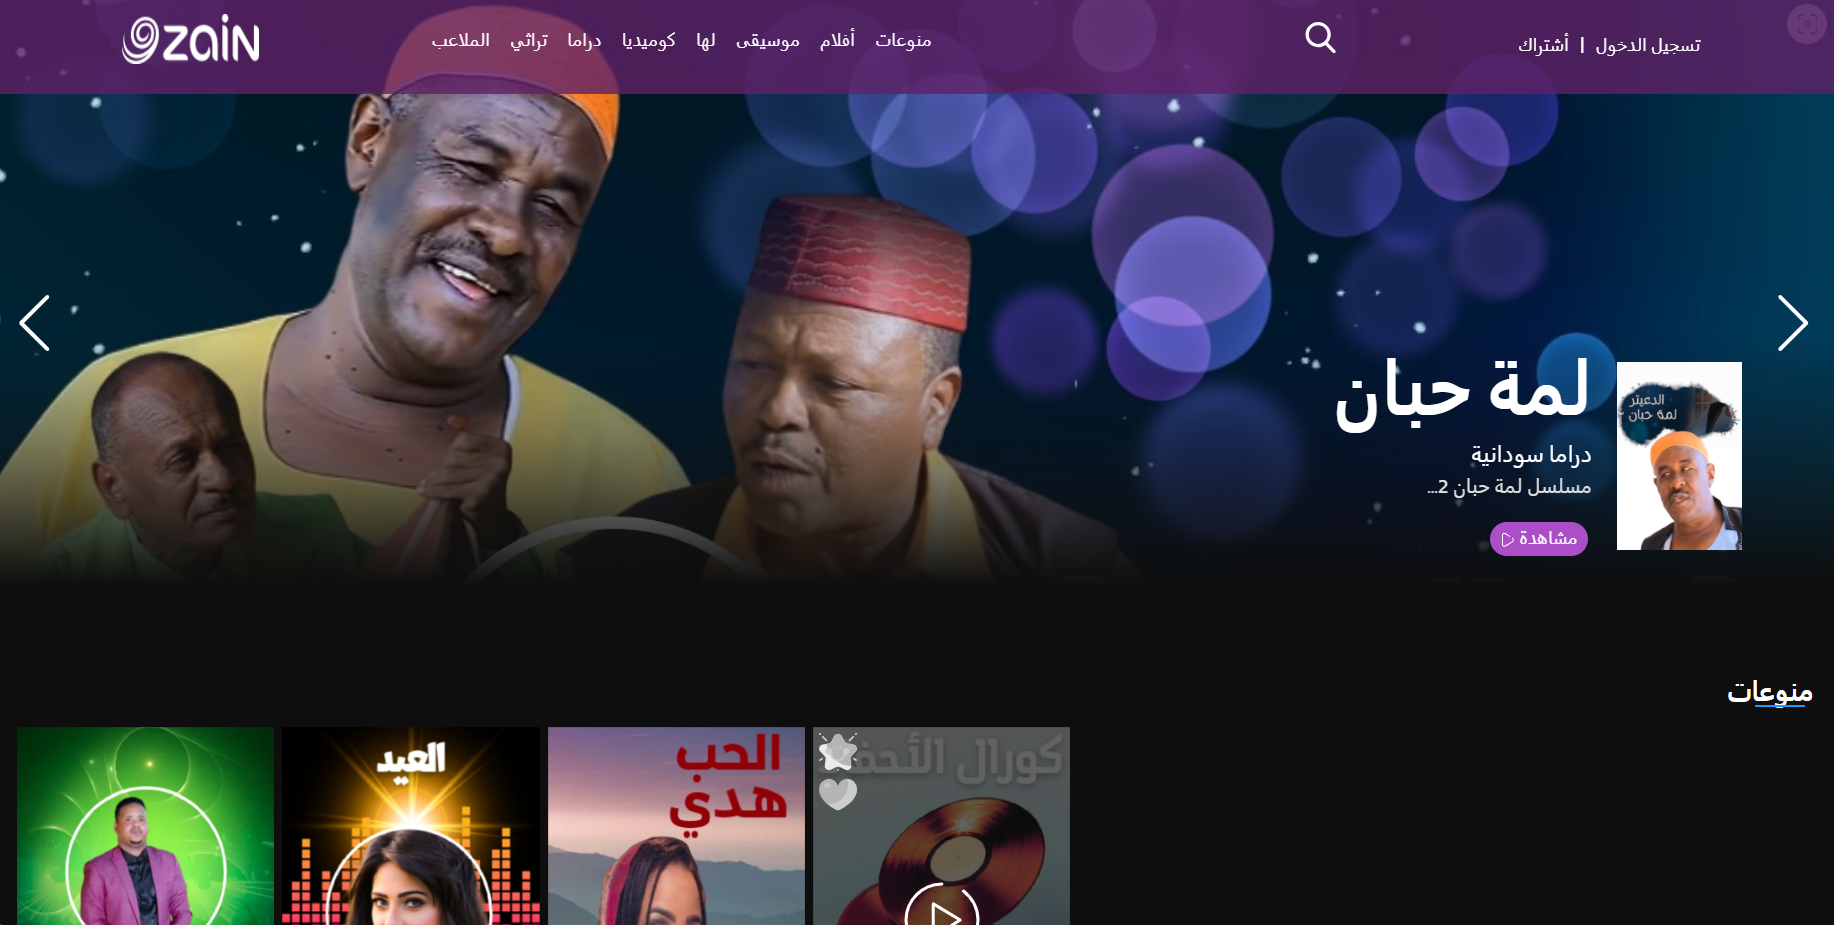 zain
منوعات أفلام موسيقى لها كوميديا دراما تراثي الملاعب
تسجيل الدخول | أشتراك
لمة حبان
دراما سودانية
مسلسل لمة حبان 2...
مشاهدة
الدعيتر
لمة حبان ٢
منوعات
العيد
الحب
هدي
كورال الأحفاد